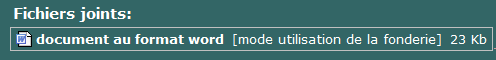 Fichiers joints:
document au format word [mode utilisation de la fonderie] 23 Kb